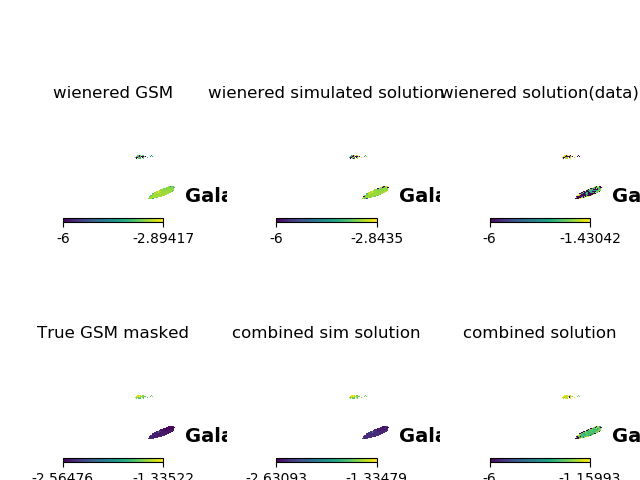 wienered GSM
wienered simulated solution
wienered solution(data)
Gala
Gala
Ga
-6 -2.89417
-6 -2.8435
-6 -1.43042
True GSM masked
combined sim solution
combined solution
Gala
Gala
Ga
-2.56476 -1.33522
-2.63093 -1.33479
-6 -1.15993